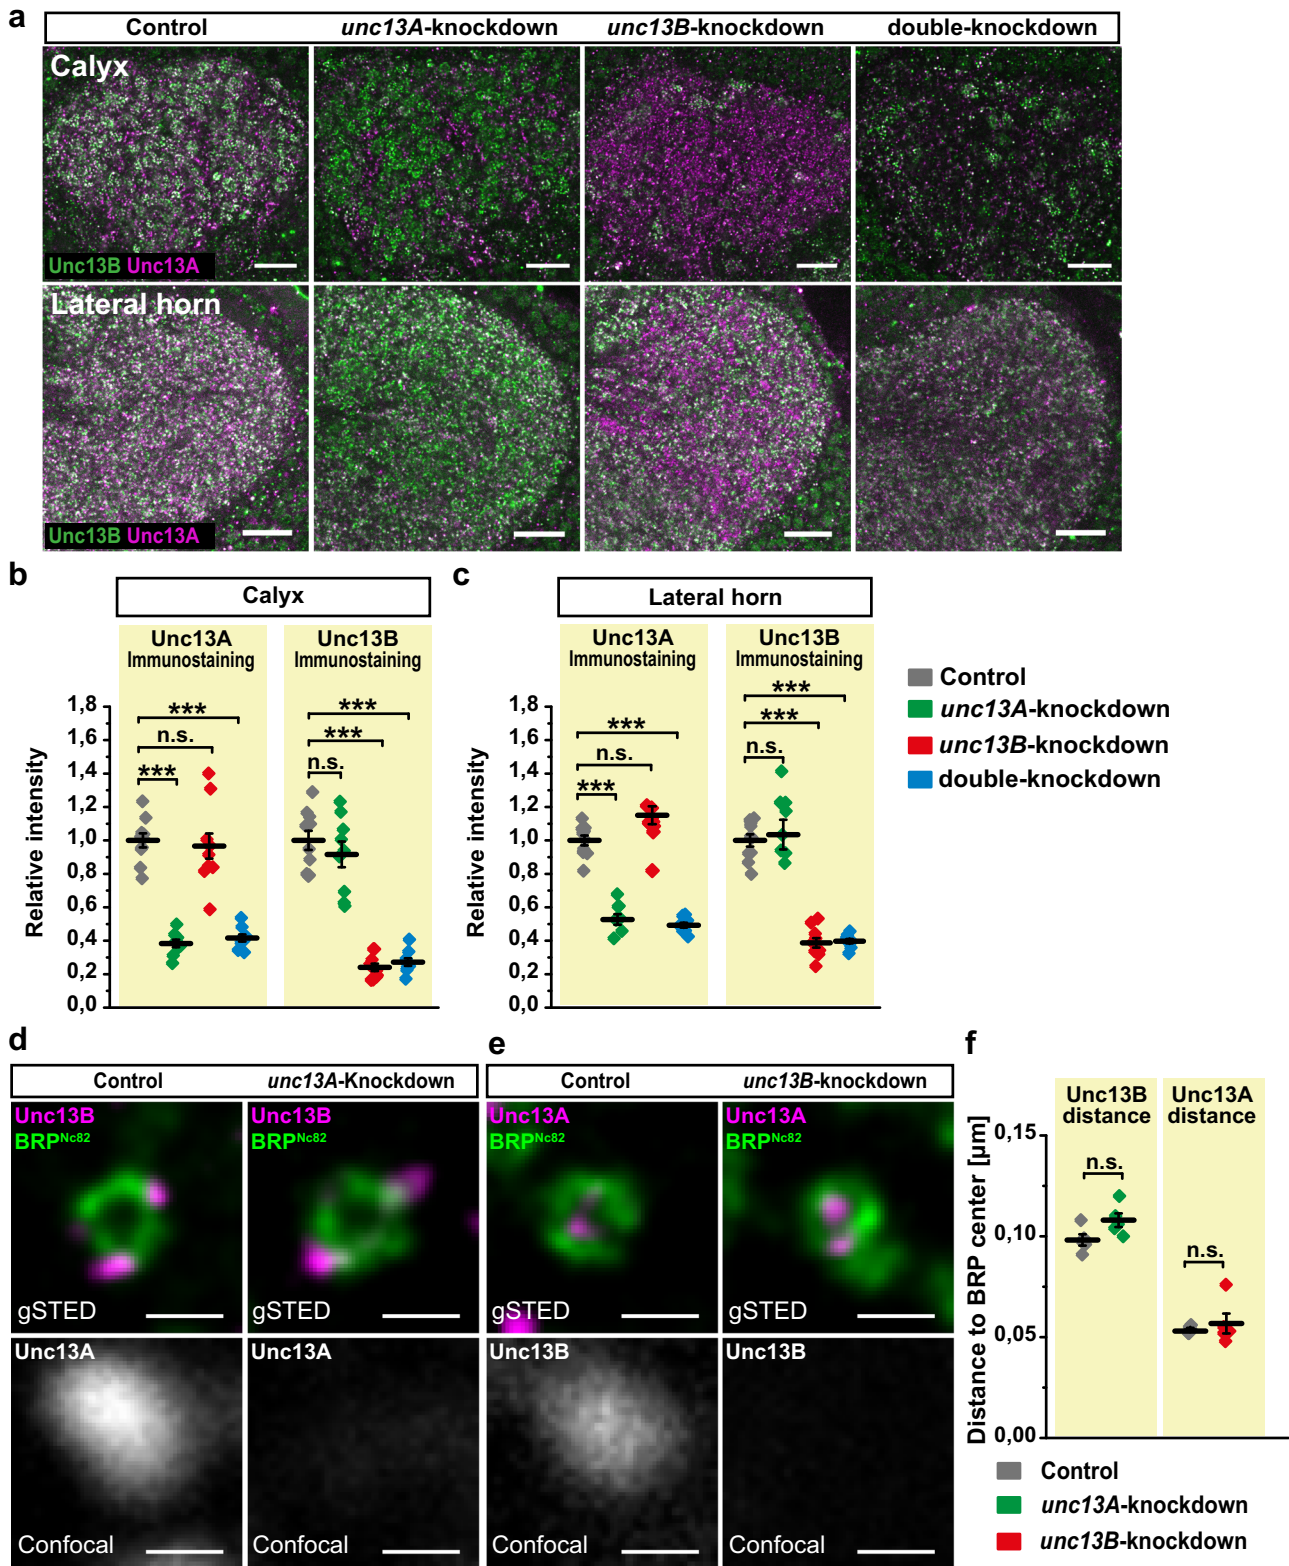 a
Control
unc13A-knockdown
unc13B-knockdown
double-knockdown
Calyx
Unc13B Unc13A
Lateral horn
Unc13B Unc13A
b
Calyx
Unc13A
Immunostaining
Unc13B
Immunostaining
Relative intensity
1,8
1,6
1,4
1,2
1,0
0,8
0,6
0,4
0,2
0,0
***
n.s.
***
***
***
n.s.
c
Lateral horn
Unc13A
Immunostaining
Unc13B
Immunostaining
Relative intensity
1,8
1,6
1,4
1,2
1,0
0,8
0,6
0,4
0,2
0,0
***
n.s.
***
***
***
n.s.
Control
unc13A-knockdown
unc13B-knockdown
double-knockdown
d
Control
unc13A-Knockdown
Unc13B
BRPNc82
gSTED
Unc13B
BRPNc82
gSTED
Unc13A
Confocal
Unc13A
Confocal
e
Control
unc13B-knockdown
Unc13A
BRPNc82
gSTED
Unc13A
BRPNc82
gSTED
Unc13B
Confocal
Unc13B
Confocal
f
Unc13B
distance
Unc13A
distance
Distance to BRP center [µm]
0,15
0,10
0,05
0,00
n.s.
n.s.
Control
unc13A-knockdown
unc13B-knockdown